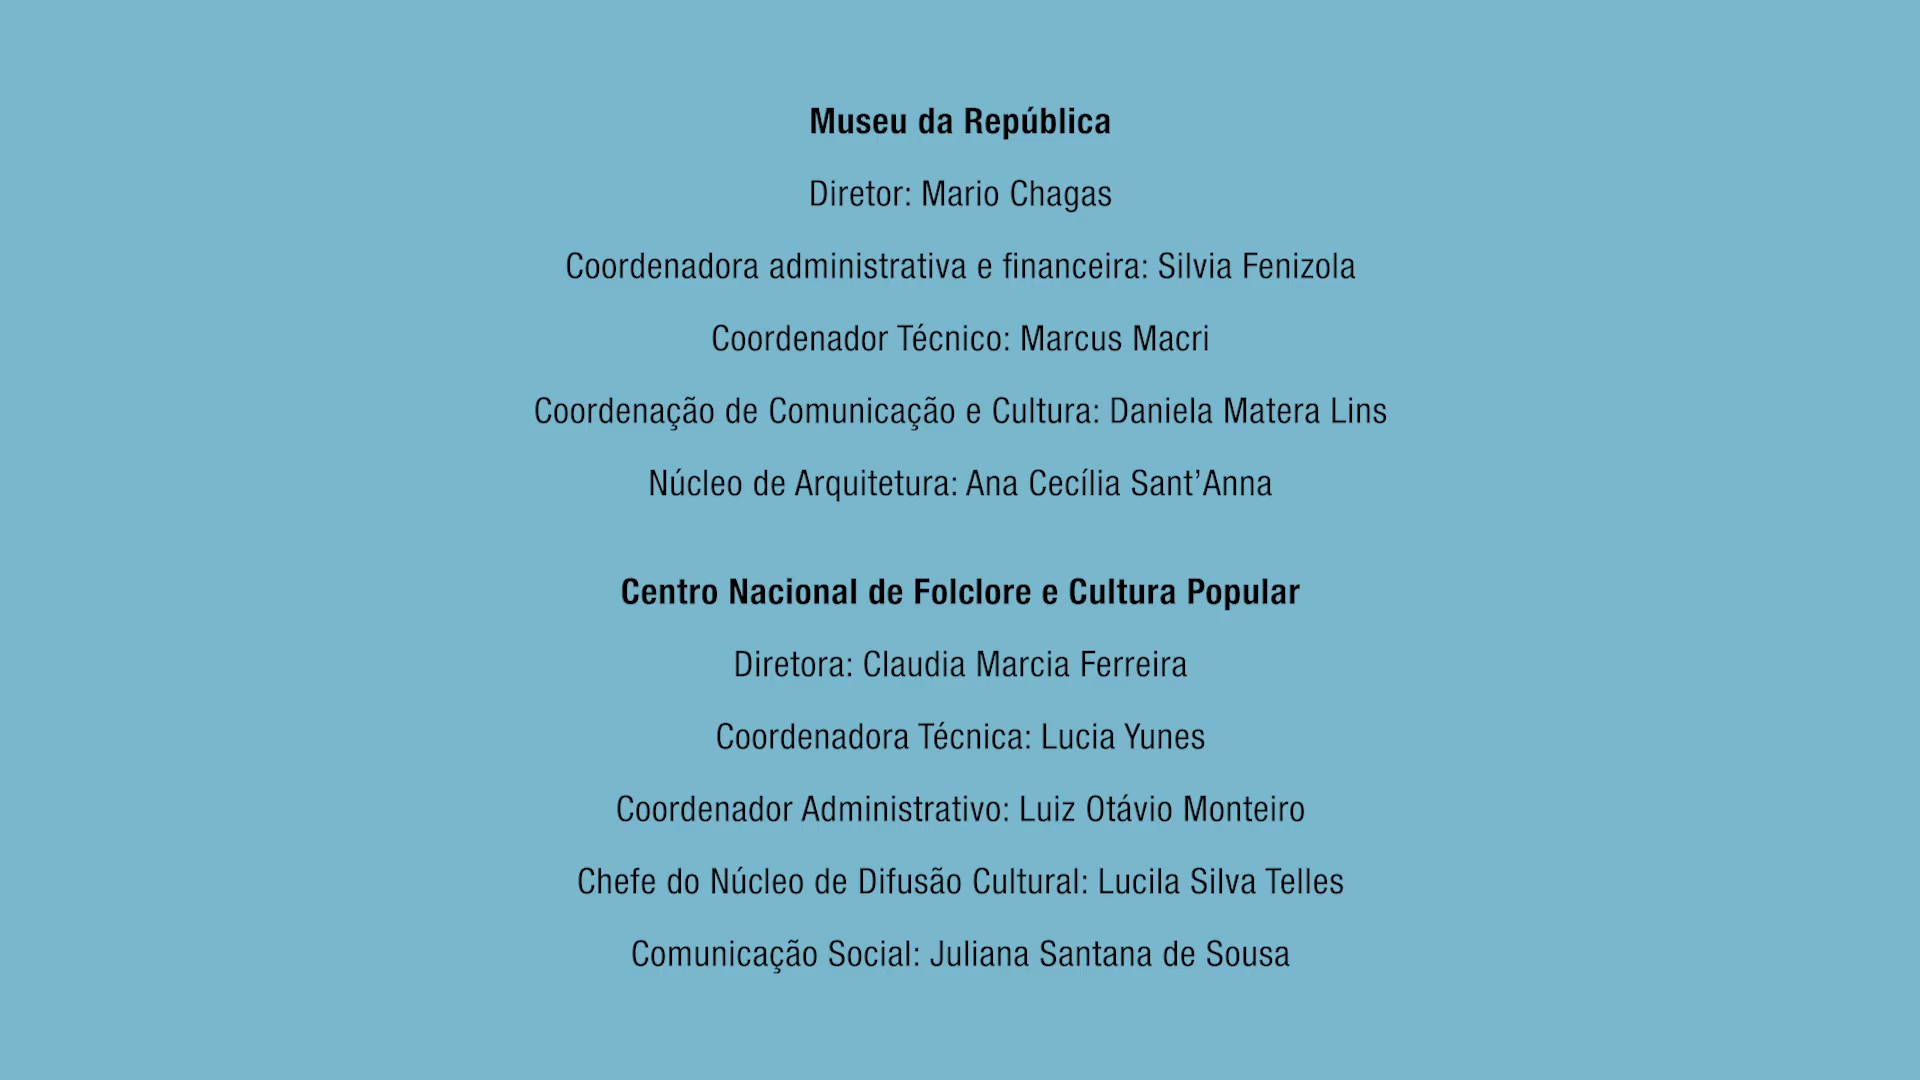 Museu da República
Diretor: Mario Chagas
Coordenadora administrativa e financeira: Silvia Fenizola
Coordenador Técnico: Marcus Macri
Coordenação de Comunicação e Cultura: Daniela Matera Lins
Núcleo de Arquitetura: Ana Cecília Sant’Anna
Centro Nacional de Folclore e Cultura Popular
Diretora: Claudia Marcia Ferreira
Coordenadora Técnica: Lucia Yunes
Coordenador Administrativo: Luiz Otávio Monteiro
Chefe do Núcleo de Difusão Cultural: Lucila Silva Telles
Comunicação Social: Juliana Santana de Sousa